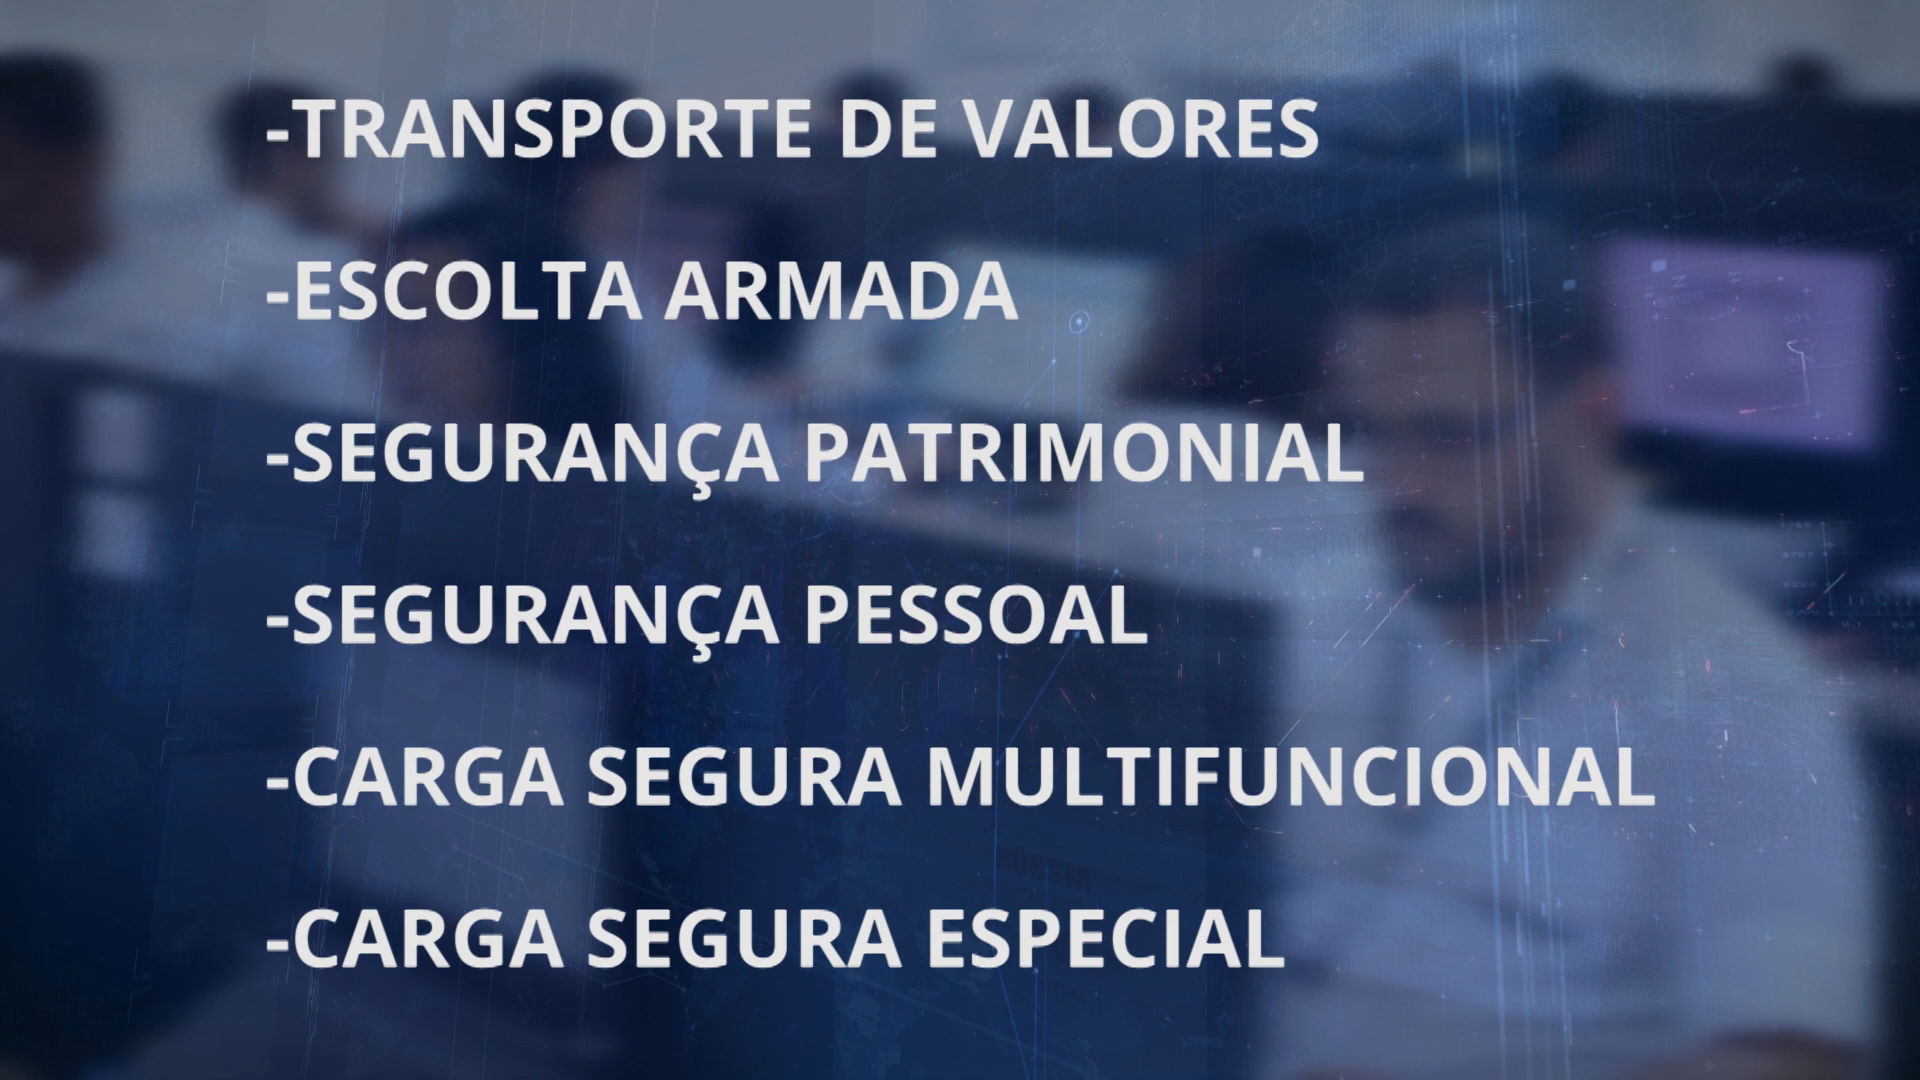 -TRANSPORTE DE VALORES
-ESCOLTA ARMADA
-SEGURANÇA PATRIMONIAL
-SEGURANÇA PESSOAL
-CARGA SEGURA MULTIFUNCIONAL
-CARGA SEGURA ESPECIAL